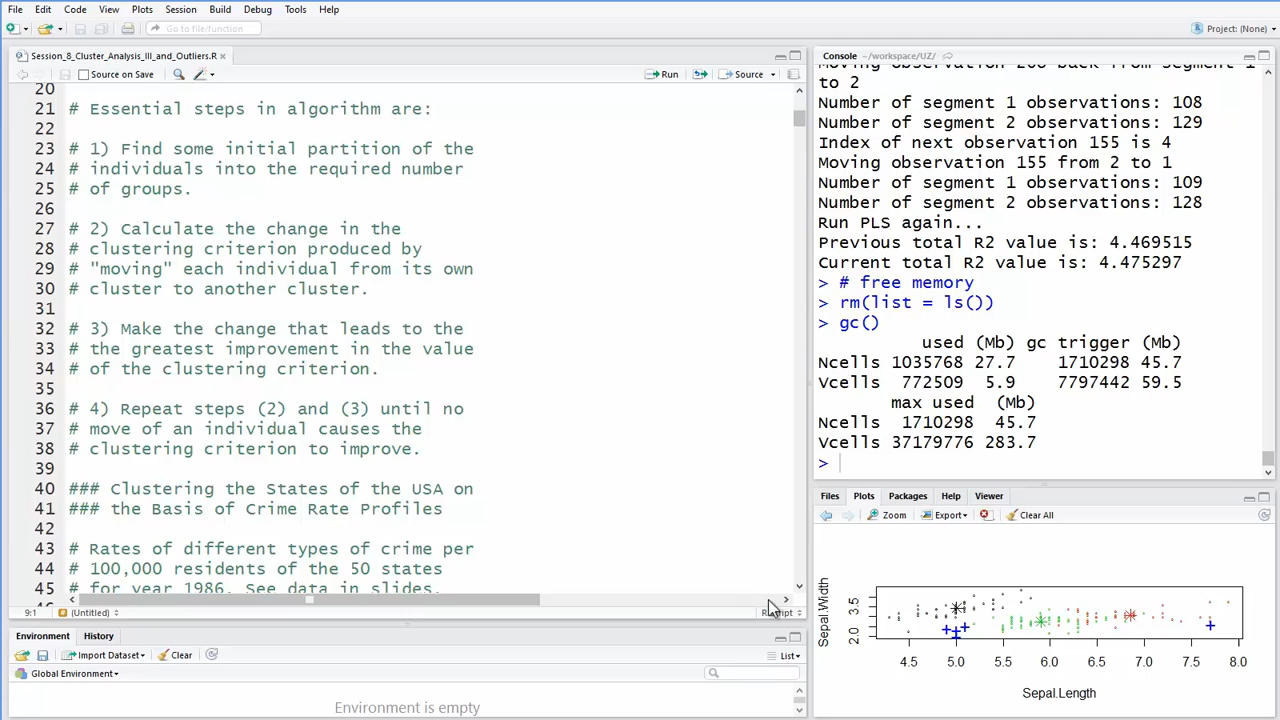 File Edit Code View Plots Session Build Debug Tools Help
Go to file/function
Project: (None)
Session_8_Cluster_Analysis_III_and_Outliers.R
Source on Save
Run
Source
20
21 # Essential steps in algorithm are:
22
23 # 1) Find some initial partition of the
24 # individuals into the required number
25 # of groups.
26
27 # 2) Calculate the change in the
28 # clustering criterion produced by
29 # "moving" each individual from its own
30 # cluster to another cluster.
31
32 # 3) Make the change that leads to the
33 # the greatest improvement in the value
34 # of the clustering criterion.
35
36 # 4) Repeat steps (2) and (3) until no
37 # move of an individual causes the
38 # clustering criterion to improve.
39
40 ### Clustering the States of the USA on
41 ### the Basis of Crime Rate Profiles
42
43 # Rates of different types of crime per
44 # 100,000 residents of the 50 states
45 # for year 1986. See data in slides.
9:1 (Untitled)
Environment History
Import Dataset Clear List
Global Environment
Environment is empty
Console ~/workspace/UZ/
to 2
Number of segment 1 observations: 108
Number of segment 2 observations: 129
Index of next observation 155 is 4
Moving observation 155 from 2 to 1
Number of segment 1 observations: 109
Number of segment 2 observations: 128
Run PLS again...
Previous total R2 value is: 4.469515
Current total R2 value is: 4.475297
> # free memory
> rm(list = ls())
> gc()
used (Mb) gc trigger (Mb)
Ncells 1035768 27.7 1710298 45.7
Vcells 772509 5.9 7797442 59.5
max used (Mb)
Ncells 1710298 45.7
Vcells 37179776 283.7
>
Files Plots Packages Help Viewer
Zoom Export Clear All
Sepal.Width
3.5
2.0
4.5 5.0 5.5 6.0 6.5 7.0 7.5 8.0
Sepal.Length